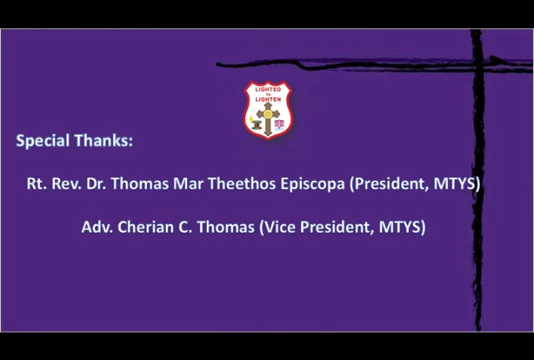 LIGHTED
TO
LIGHTEN
Special Thanks:
Rt. Rev. Dr. Thomas Mar Theethos Episcopa (President, MTYS)
Adv. Cherian C. Thomas (Vice President, MTYS)